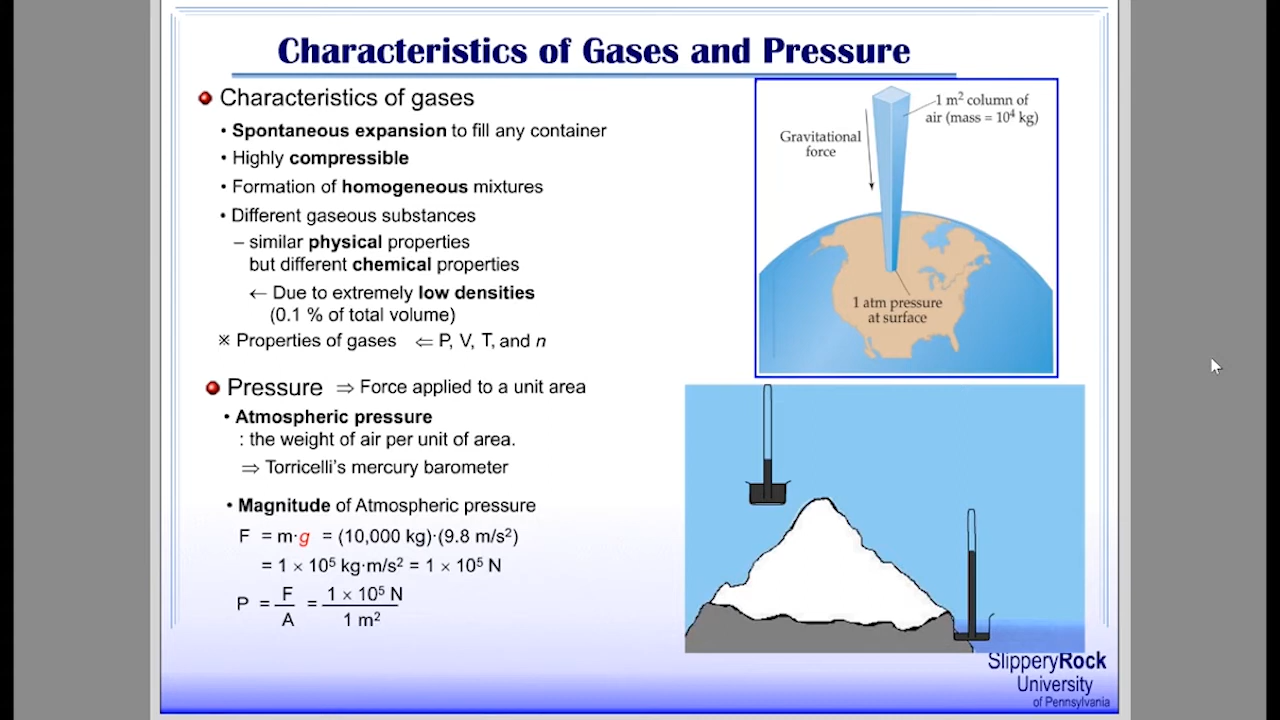 Characteristics of Gases and Pressure
Characteristics of gases
• Spontaneous expansion to fill any container
• Highly compressible
• Formation of homogeneous mixtures
• Different gaseous substances
– similar physical properties
but different chemical properties
← Due to extremely low densities
(0.1 % of total volume)
※ Properties of gases ⇐ P, V, T, and n
Pressure ⇒ Force applied to a unit area
• Atmospheric pressure
: the weight of air per unit of area.
⇒ Torricelli's mercury barometer
• Magnitude of Atmospheric pressure
F = m·g = (10,000 kg)·(9.8 m/s²)
= 1 × 10⁵ kg·m/s² = 1 × 10⁵ N
P = F/A = 1 × 10⁵ N / 1 m²
1 m² column of
air (mass = 10⁴ kg)
Gravitational
force
1 atm pressure
at surface
SlipperyRock
University
of Pennsylvania